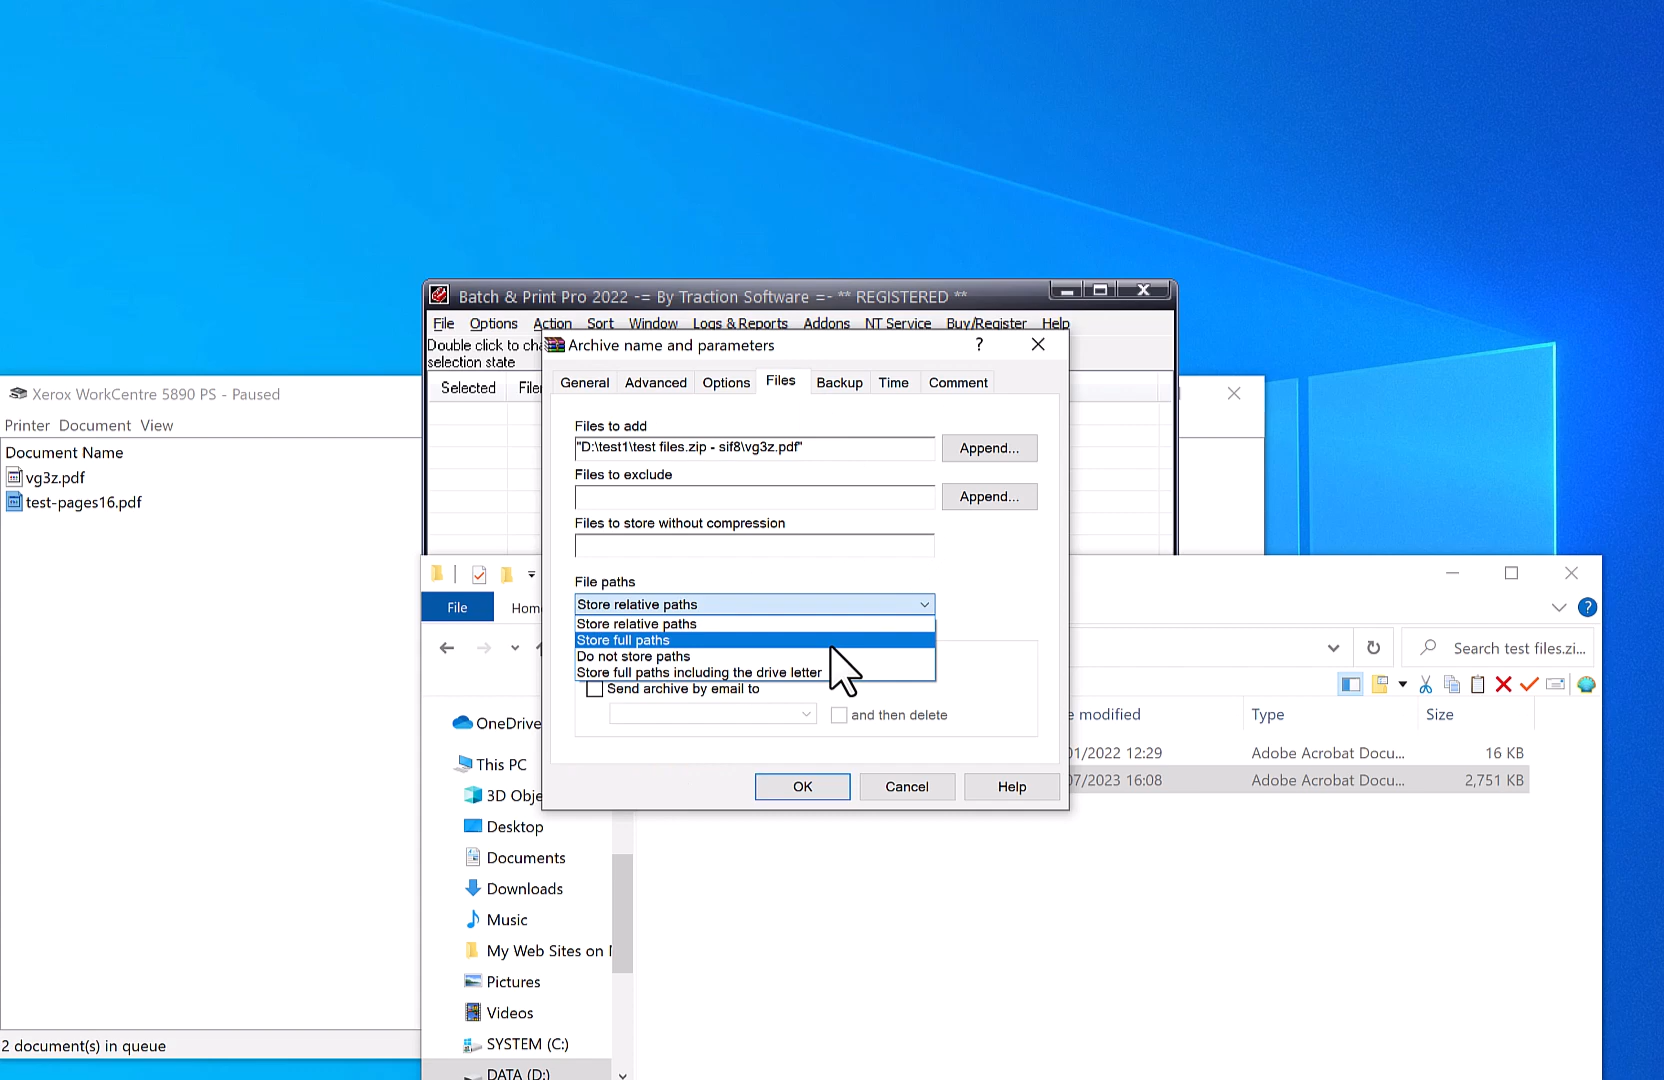 Batch & Print Pro 2022 -= By Traction Software =- ** REGISTERED **
File Options Action Sort Window Logs & Reports Addons NT Service Buy/Register Help
Double click to
selection state
Selected
Archive name and parameters
?
General Advanced Options Files Backup Time Comment
Files to add
"D:\test1\test files.zip - sif8\vg3z.pdf"
Append...
Files to exclude
Append...
Files to store without compression
File paths
Store relative paths
Store relative paths
Store full paths
Do not store paths
Store full paths including the drive letter
Send archive by email to
and then delete
OK Cancel Help
Xerox WorkCentre 5890 PS - Paused
Printer Document View
Document Name
vg3z.pdf
test-pages16.pdf
2 document(s) in queue
File
?
Search test files.zi...
modified Type Size
01/2022 12:29 Adobe Acrobat Docu... 16 KB
07/2023 16:08 Adobe Acrobat Docu... 2,751 KB
OneDrive
This PC
3D Obje
Desktop
Documents
Downloads
Music
My Web Sites on
Pictures
Videos
SYSTEM (C:)
DATA (D:)